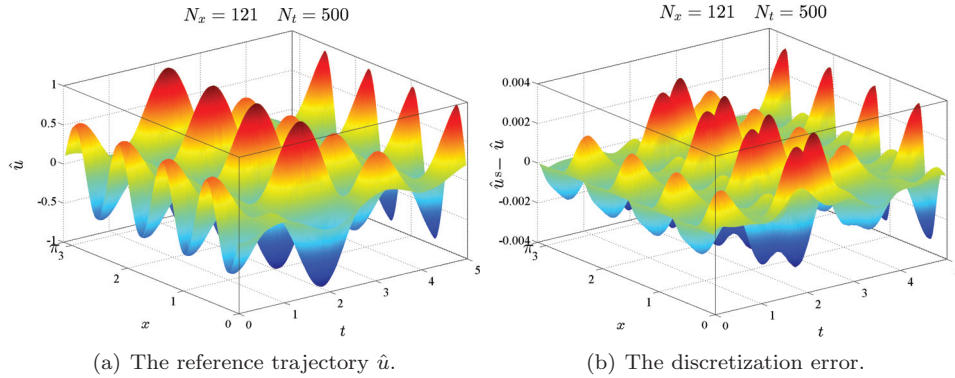 N_x = 121 N_t = 500
1
0.5
0
-0.5
-1
û
π 3
2
1
0
x
0
1
2
3
4
5
t
(a) The reference trajectory û.
N_x = 121 N_t = 500
0.004
0.002
0
-0.002
-0.004
û^s − û
π 3
2
1
0
x
0
1
2
3
4
t
(b) The discretization error.